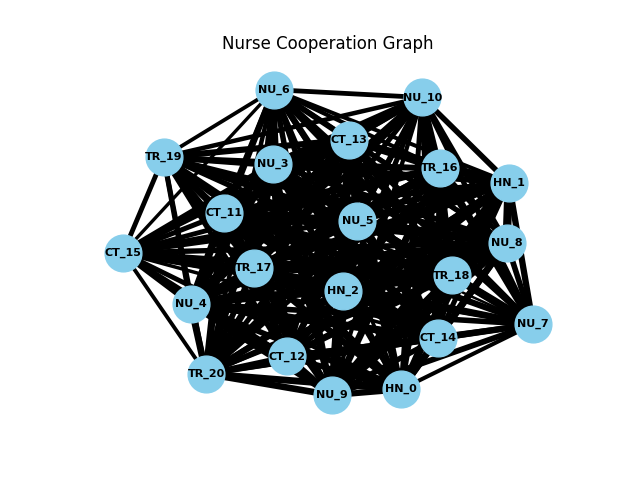 Nurse Cooperation Graph
NU_6
NU_10
CT_13
TR_19
NU_3
TR_16
HN_1
CT_11
NU_5
NU_8
CT_15
TR_17
TR_18
HN_2
NU_4
NU_7
CT_14
CT_12
TR_20
HN_0
NU_9